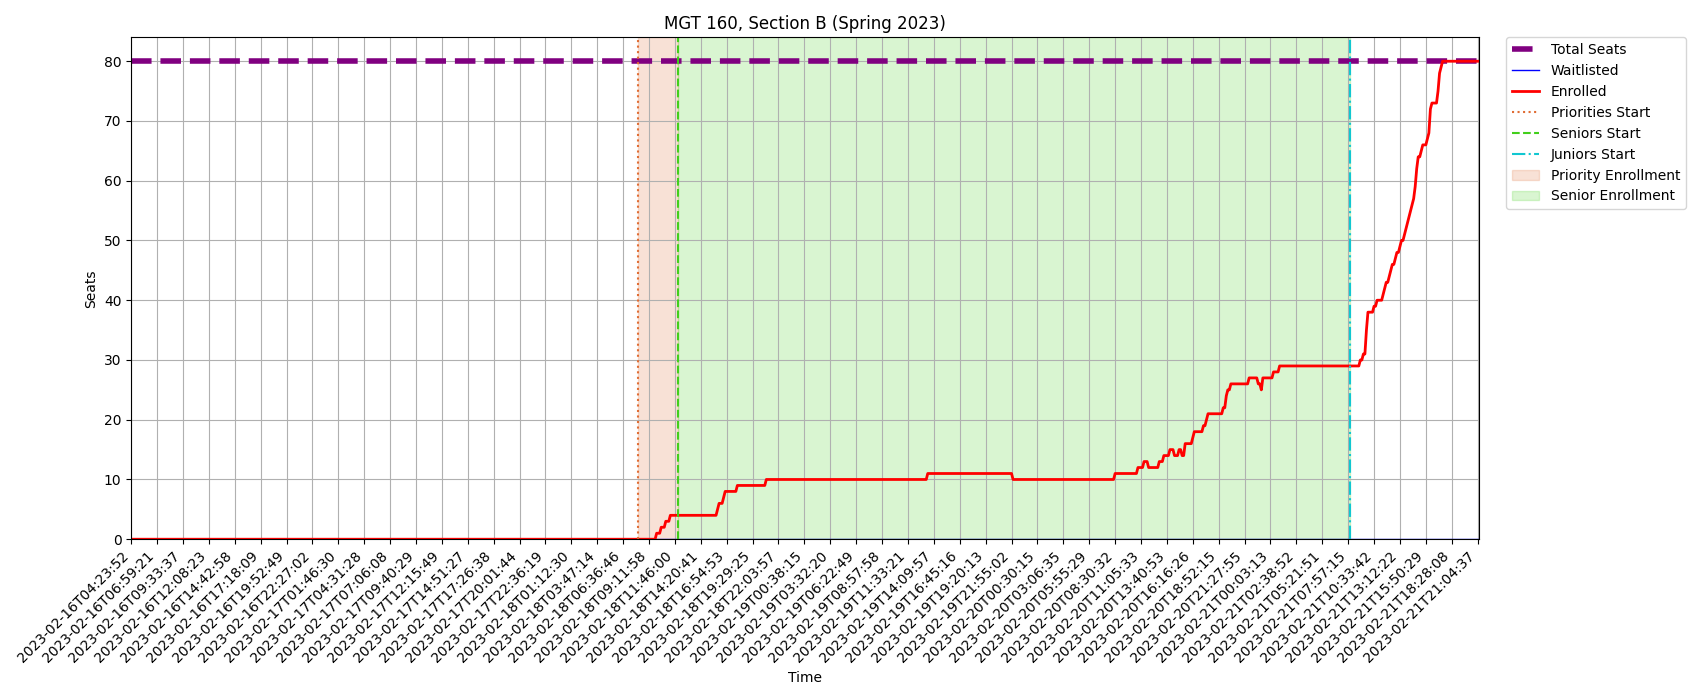 MGT 160, Section B (Spring 2023)
Total Seats
Waitlisted
Enrolled
Priorities Start
Seniors Start
Juniors Start
Priority Enrollment
Senior Enrollment
Seats
80
70
60
50
40
30
20
10
0
2023-02-16T04:23:52
2023-02-16T06:59:21
2023-02-16T09:33:37
2023-02-16T12:08:23
2023-02-16T14:42:58
2023-02-16T17:18:09
2023-02-16T19:52:49
2023-02-16T22:27:02
2023-02-17T01:46:30
2023-02-17T04:31:28
2023-02-17T07:06:08
2023-02-17T09:40:29
2023-02-17T12:15:49
2023-02-17T14:51:27
2023-02-17T17:26:38
2023-02-17T20:01:44
2023-02-17T22:36:19
2023-02-18T01:12:30
2023-02-18T03:47:14
2023-02-18T06:36:46
2023-02-18T09:11:58
2023-02-18T11:46:00
2023-02-18T14:20:41
2023-02-18T16:54:53
2023-02-18T19:29:25
2023-02-18T22:03:57
2023-02-19T00:38:15
2023-02-19T03:32:20
2023-02-19T06:22:49
2023-02-19T08:57:58
2023-02-19T11:33:21
2023-02-19T14:09:57
2023-02-19T16:45:16
2023-02-19T19:20:13
2023-02-19T21:55:02
2023-02-20T00:30:15
2023-02-20T03:06:35
2023-02-20T05:55:29
2023-02-20T08:30:32
2023-02-20T11:05:33
2023-02-20T13:40:53
2023-02-20T16:16:26
2023-02-20T18:52:15
2023-02-20T21:27:55
2023-02-21T00:03:13
2023-02-21T02:38:52
2023-02-21T05:21:51
2023-02-21T07:57:15
2023-02-21T10:33:42
2023-02-21T13:12:22
2023-02-21T15:50:29
2023-02-21T18:28:08
2023-02-21T21:04:37
Time